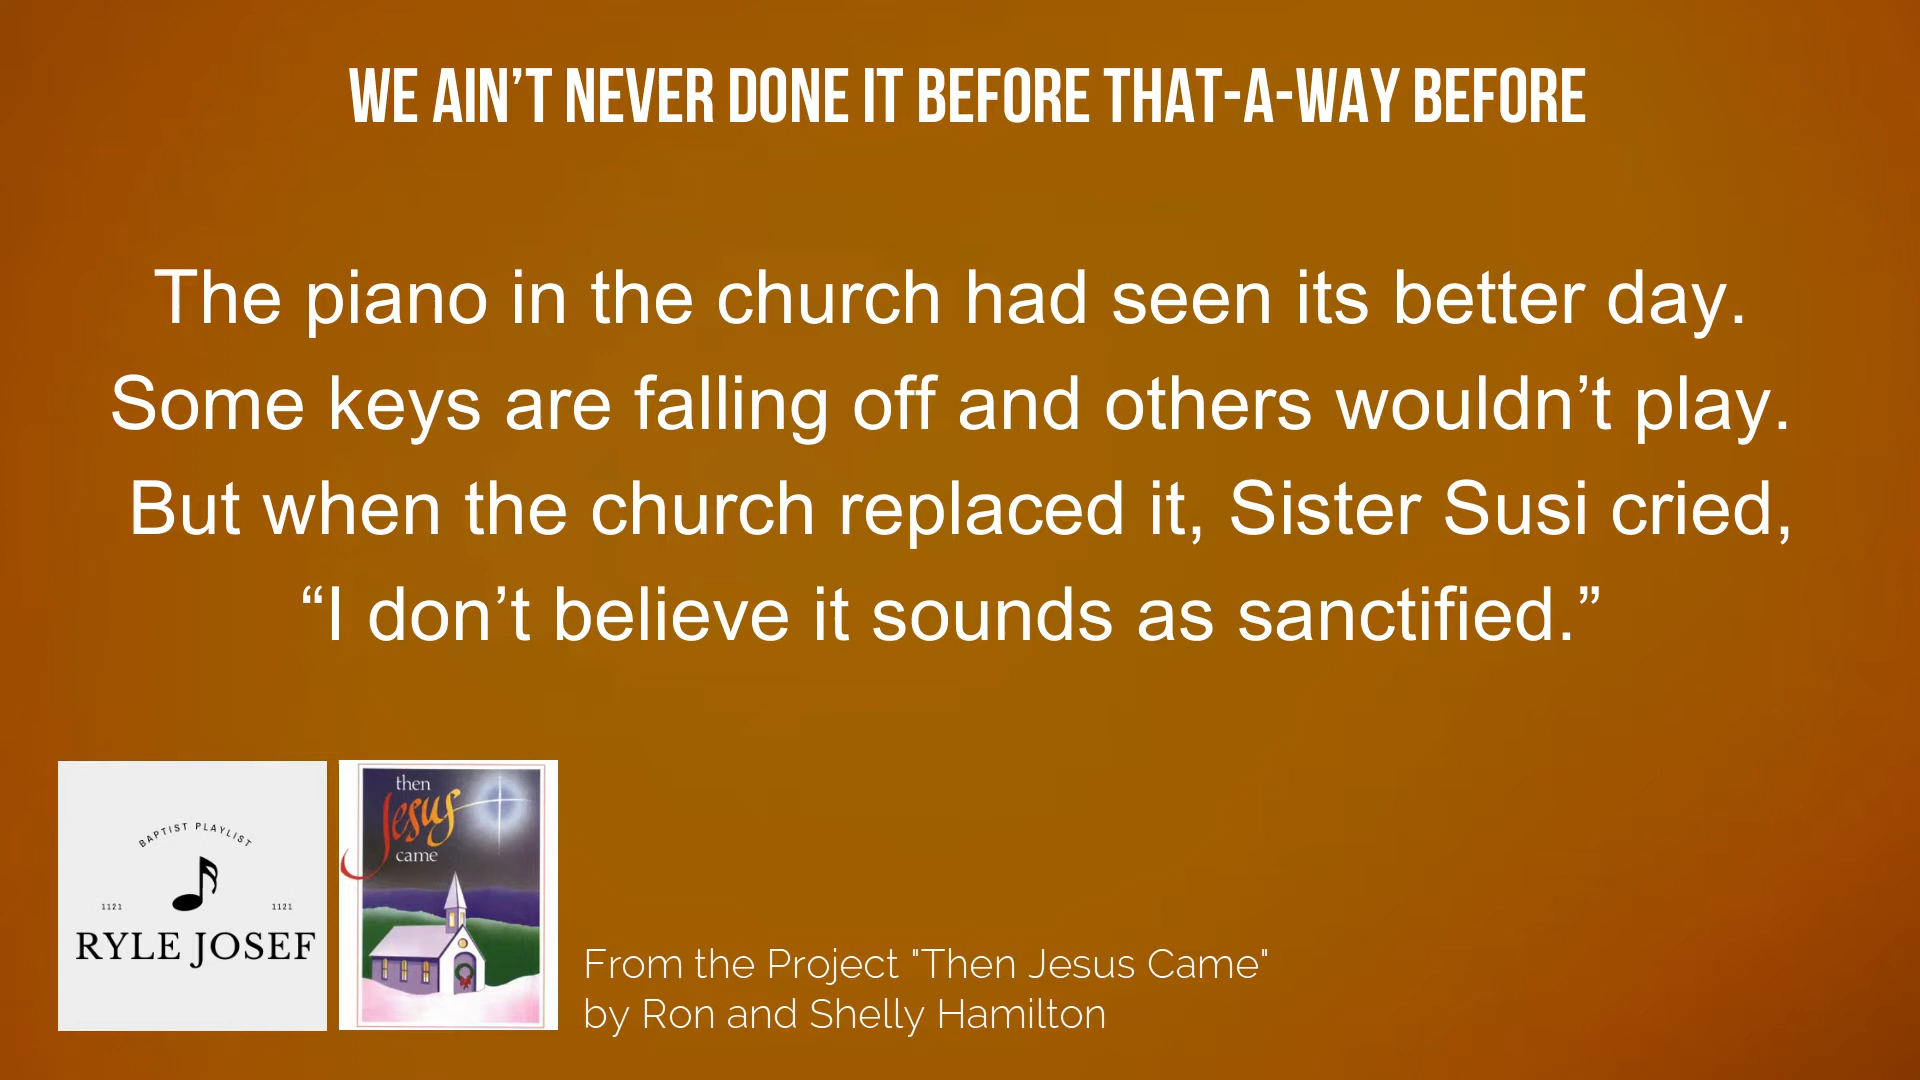 WE AIN’T NEVER DONE IT BEFORE THAT-A-WAY BEFORE
The piano in the church had seen its better day.
Some keys are falling off and others wouldn’t play.
But when the church replaced it, Sister Susi cried,
“I don’t believe it sounds as sanctified.”
BAPTIST PLAYLIST
1121 1121
RYLE JOSEF
then
Jesus
came
From the Project "Then Jesus Came"
by Ron and Shelly Hamilton